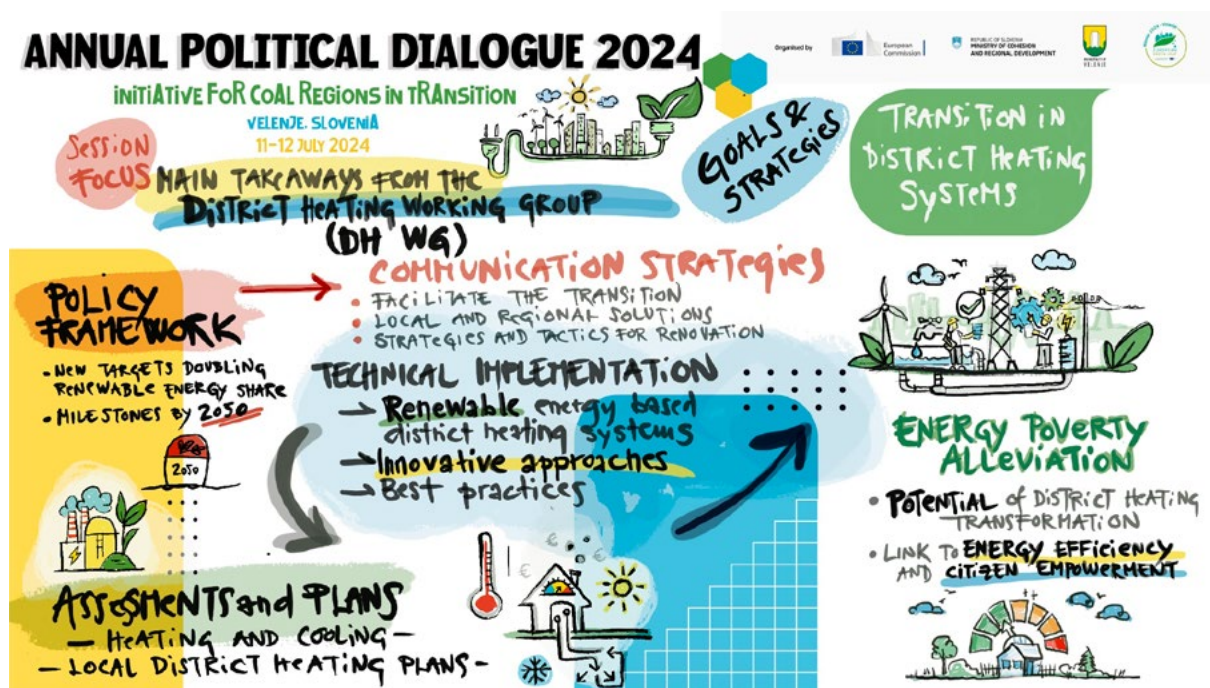 ANNUAL POLITICAL DIALOGUE 2024
INITIATIVE FOR COAL REGIONS IN TRANSITION
VELENJE, SLOVENIA
11-12 JULY 2024
Organised by
European
Commission
REPUBLIC OF SLOVENIA
MINISTRY OF COHESION
AND REGIONAL DEVELOPMENT
VELENJE
SESSION
FOCUS
MAIN TAKEAWAYS FROM THE
DISTRICT HEATING WORKING GROUP
(DH WG)
GOALS &
STRATEGIES
TRANSITION IN
DISTRICT HEATING
SYSTEMS
POLICY
FRAMEWORK
• NEW TARGETS DOUBLING
RENEWABLE ENERGY SHARE
• MILESTONES BY 2050
2050
COMMUNICATION STRATEGIES
• FACILITATE THE TRANSITION
• LOCAL AND REGIONAL SOLUTIONS
• STRATEGIES AND TACTICS FOR RENOVATION
TECHNICAL IMPLEMENTATION
→ Renewable energy based
district heating systems
→ Innovative approaches
→ Best practices
ASSESMENTS and PLANS
— HEATING AND COOLING —
— LOCAL DISTRICT HEATING PLANS -
€
€
ENERGY POVERTY
ALLEVIATION
• POTENTIAL of DISTRICT HEATING
TRANSFORMATION
• LINK TO ENERGY EFFICIENCY
AND CITIZEN EMPOWERMENT